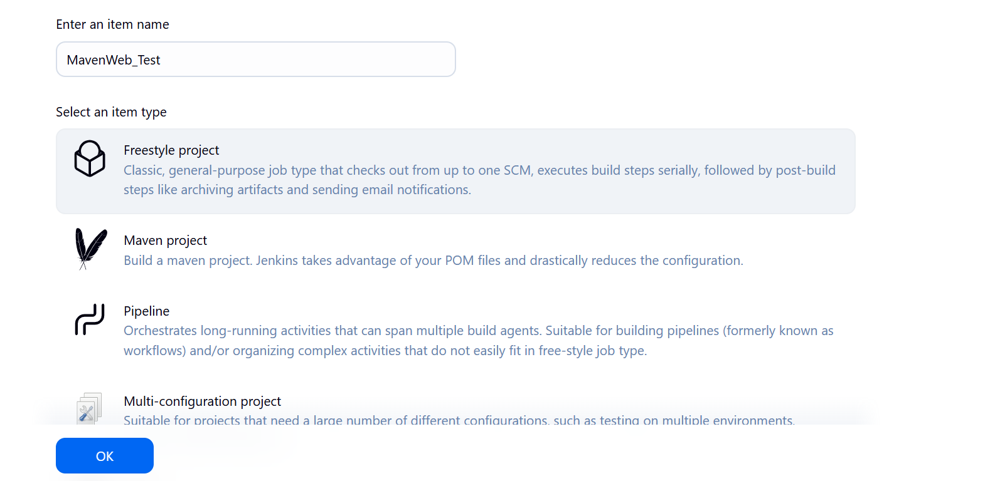 Enter an item name
MavenWeb_Test
Select an item type
Freestyle project
Classic, general-purpose job type that checks out from up to one SCM, executes build steps serially, followed by post-build
steps like archiving artifacts and sending email notifications.
Maven project
Build a maven project. Jenkins takes advantage of your POM files and drastically reduces the configuration.
Pipeline
Orchestrates long-running activities that can span multiple build agents. Suitable for building pipelines (formerly known as
workflows) and/or organizing complex activities that do not easily fit in free-style job type.
Multi-configuration project
Suitable for projects that need a large number of different configurations, such as testing on multiple environments,
OK